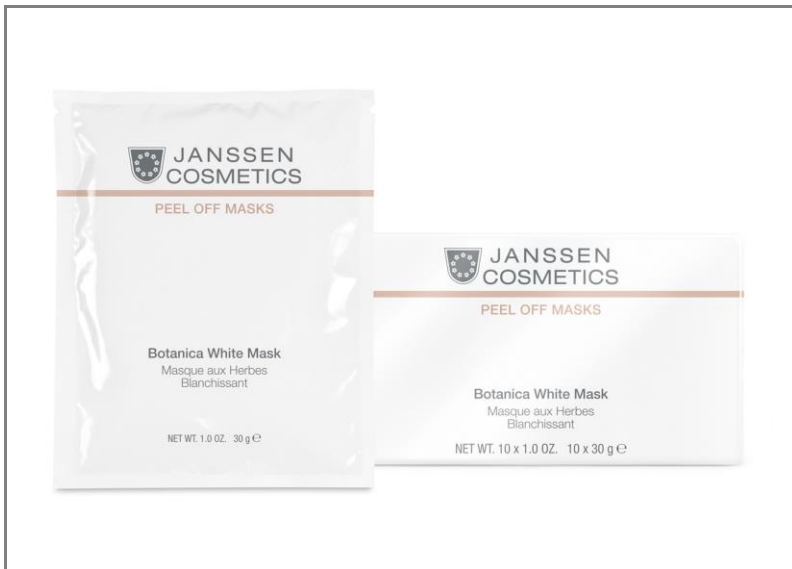 JANSSEN
COSMETICS
PEEL OFF MASKS
Botanica White Mask
Masque aux Herbes
Blanchissant
NET WT. 1.0 OZ. 30 g ℮
JANSSEN
COSMETICS
PEEL OFF MASKS
Botanica White Mask
Masque aux Herbes
Blanchissant
NET WT. 10 x 1.0 OZ. 10 x 30 g ℮